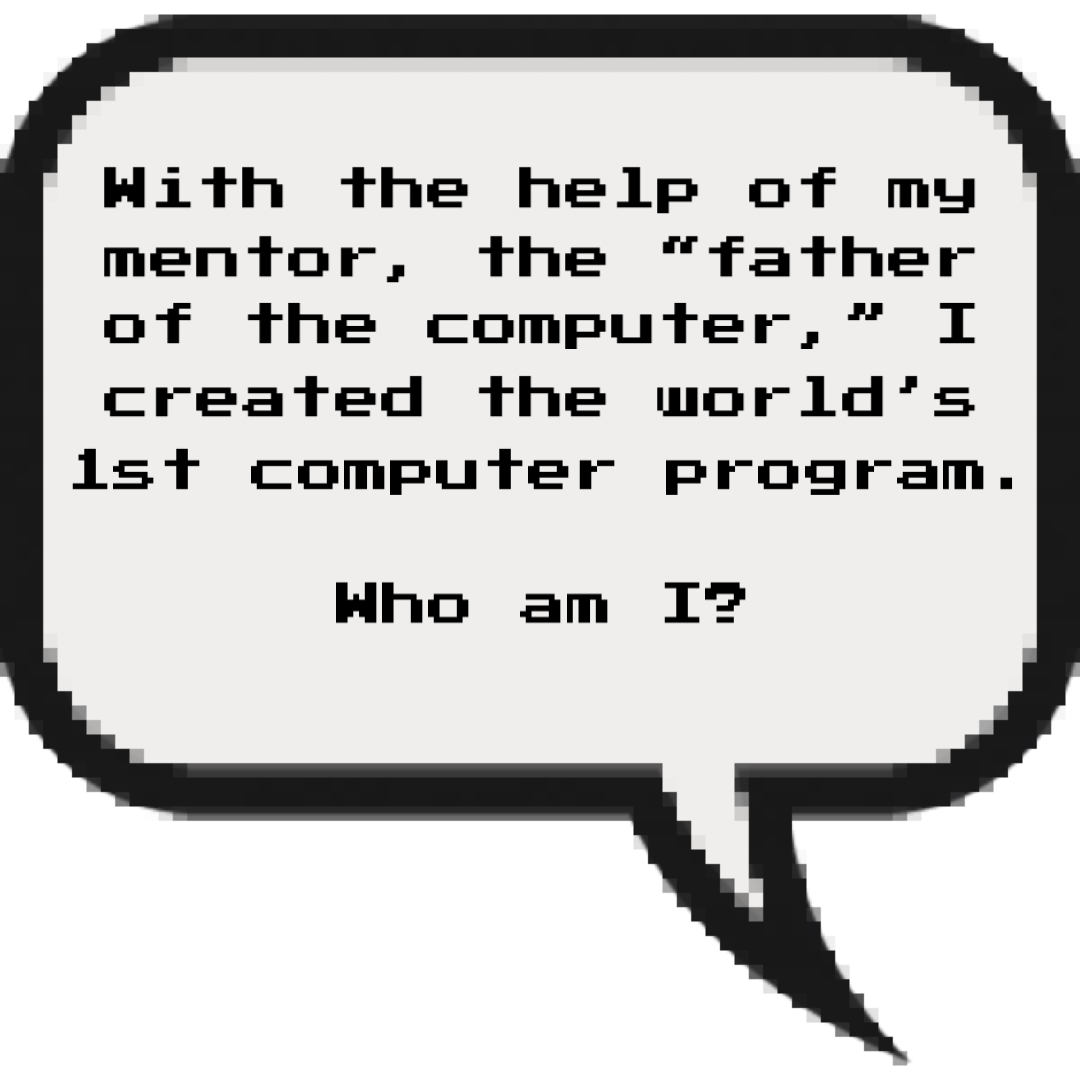 With the help of my
mentor, the “father
of the computer,” I
created the world’s
1st computer program.
Who am I?